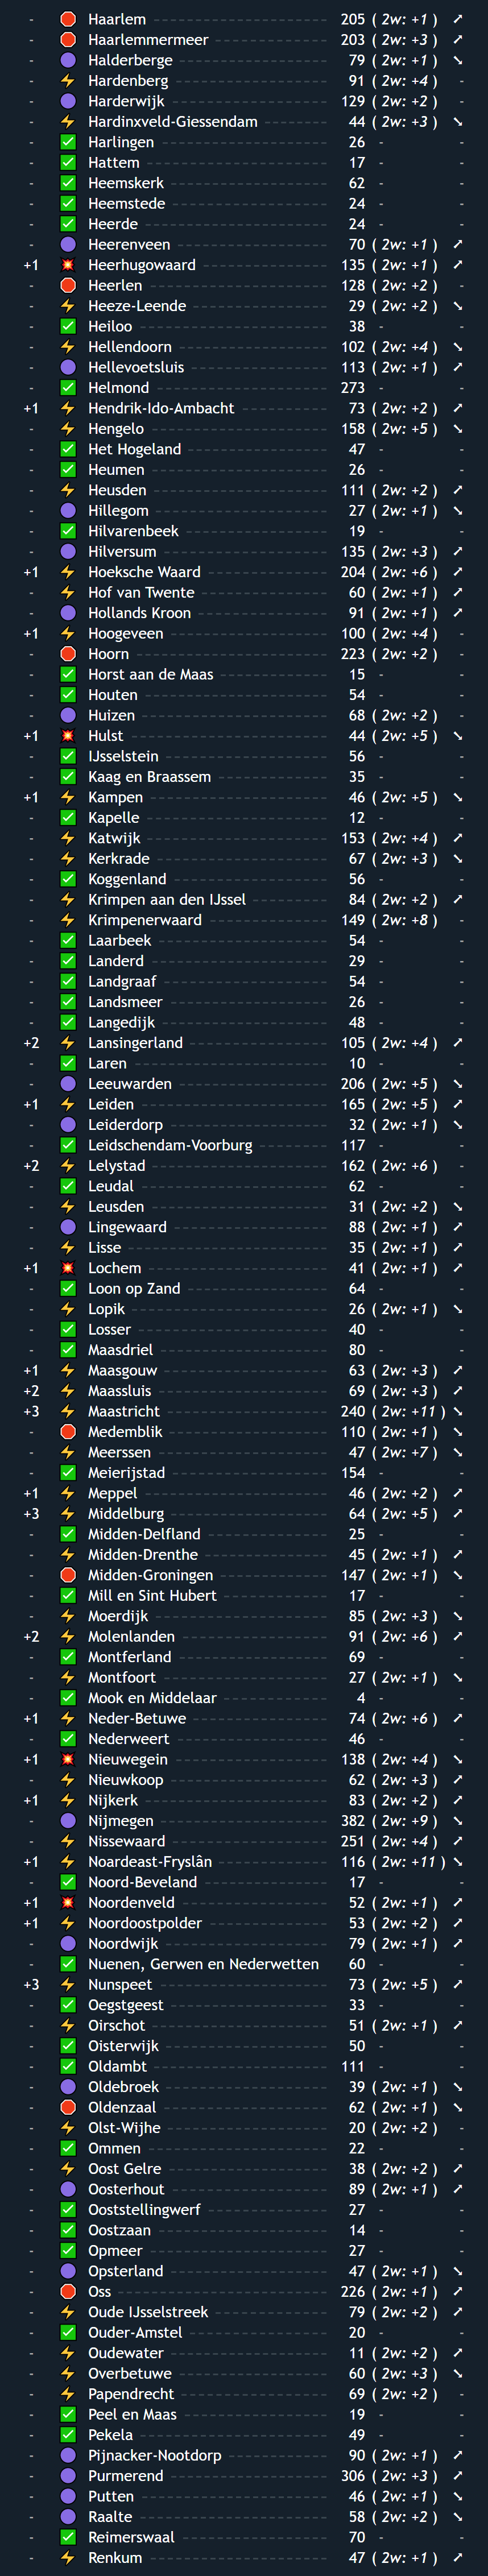 - 🛑 Haarlem 205 ( 2w: +1 ) ➚
- 🛑 Haarlemmermeer 203 ( 2w: +3 ) ➚
- 🟣 Halderberge 79 ( 2w: +1 ) ➘
- ⚡ Hardenberg 91 ( 2w: +4 ) -
- 🟣 Harderwijk 129 ( 2w: +2 ) -
- ⚡ Hardinxveld-Giessendam 44 ( 2w: +3 ) ➘
- ✅ Harlingen 26 - -
- ✅ Hattem 17 - -
- ✅ Heemskerk 62 - -
- ✅ Heemstede 24 - -
- ✅ Heerde 24 - -
- 🟣 Heerenveen 70 ( 2w: +1 ) ➚
+1 💥 Heerhugowaard 135 ( 2w: +1 ) ➚
- 🛑 Heerlen 128 ( 2w: +2 ) -
- ⚡ Heeze-Leende 29 ( 2w: +2 ) ➘
- ✅ Heiloo 38 - -
- ⚡ Hellendoorn 102 ( 2w: +4 ) ➘
- 🟣 Hellevoetsluis 113 ( 2w: +1 ) ➚
- ✅ Helmond 273 - -
+1 ⚡ Hendrik-Ido-Ambacht 73 ( 2w: +2 ) ➚
- ⚡ Hengelo 158 ( 2w: +5 ) ➘
- ✅ Het Hogeland 47 - -
- ✅ Heumen 26 - -
- ⚡ Heusden 111 ( 2w: +2 ) ➚
- 🟣 Hillegom 27 ( 2w: +1 ) ➘
- ✅ Hilvarenbeek 19 - -
- 🟣 Hilversum 135 ( 2w: +3 ) ➚
+1 ⚡ Hoeksche Waard 204 ( 2w: +6 ) ➚
- ⚡ Hof van Twente 60 ( 2w: +1 ) ➚
- 🟣 Hollands Kroon 91 ( 2w: +1 ) ➚
+1 ⚡ Hoogeveen 100 ( 2w: +4 ) -
- 🛑 Hoorn 223 ( 2w: +2 ) -
- ✅ Horst aan de Maas 15 - -
- ✅ Houten 54 - -
- 🟣 Huizen 68 ( 2w: +2 ) -
+1 💥 Hulst 44 ( 2w: +5 ) ➘
- ✅ IJsselstein 56 - -
- ✅ Kaag en Braassem 35 - -
+1 ⚡ Kampen 46 ( 2w: +5 ) ➘
- ✅ Kapelle 12 - -
- ⚡ Katwijk 153 ( 2w: +4 ) ➚
- ⚡ Kerkrade 67 ( 2w: +3 ) ➘
- ✅ Koggenland 56 - -
- ⚡ Krimpen aan den IJssel 84 ( 2w: +2 ) ➚
- ⚡ Krimpenerwaard 149 ( 2w: +8 ) -
- ✅ Laarbeek 54 - -
- ✅ Landerd 29 - -
- ✅ Landgraaf 54 - -
- ✅ Landsmeer 26 - -
- ✅ Langedijk 48 - -
+2 ⚡ Lansingerland 105 ( 2w: +4 ) ➚
- ✅ Laren 10 - -
- 🟣 Leeuwarden 206 ( 2w: +5 ) ➘
+1 ⚡ Leiden 165 ( 2w: +5 ) ➚
- 🟣 Leiderdorp 32 ( 2w: +1 ) ➘
- ✅ Leidschendam-Voorburg 117 - -
+2 ⚡ Lelystad 162 ( 2w: +6 ) -
- ✅ Leudal 62 - -
- ⚡ Leusden 31 ( 2w: +2 ) ➘
- 🟣 Lingewaard 88 ( 2w: +1 ) ➚
- ⚡ Lisse 35 ( 2w: +1 ) ➚
+1 💥 Lochem 41 ( 2w: +1 ) ➚
- ✅ Loon op Zand 64 - -
- ⚡ Lopik 26 ( 2w: +1 ) ➘
- ✅ Losser 40 - -
- ✅ Maasdriel 80 - -
+1 ⚡ Maasgouw 63 ( 2w: +3 ) ➚
+2 ⚡ Maassluis 69 ( 2w: +3 ) ➚
+3 ⚡ Maastricht 240 ( 2w: +11 ) ➘
- 🛑 Medemblik 110 ( 2w: +1 ) ➘
- ⚡ Meerssen 47 ( 2w: +7 ) ➘
- ✅ Meierijstad 154 - -
+1 ⚡ Meppel 46 ( 2w: +2 ) ➚
+3 ⚡ Middelburg 64 ( 2w: +5 ) ➚
- ✅ Midden-Delfland 25 - -
- ⚡ Midden-Drenthe 45 ( 2w: +1 ) ➚
- 🛑 Midden-Groningen 147 ( 2w: +1 ) ➘
- ✅ Mill en Sint Hubert 17 - -
- ⚡ Moerdijk 85 ( 2w: +3 ) ➘
+2 ⚡ Molenlanden 91 ( 2w: +6 ) ➚
- ✅ Montferland 69 - -
- ⚡ Montfoort 27 ( 2w: +1 ) ➘
- ✅ Mook en Middelaar 4 - -
+1 ⚡ Neder-Betuwe 74 ( 2w: +6 ) ➚
- ✅ Nederweert 46 - -
+1 💥 Nieuwegein 138 ( 2w: +4 ) ➘
- ⚡ Nieuwkoop 62 ( 2w: +3 ) ➚
+1 ⚡ Nijkerk 83 ( 2w: +2 ) ➚
- 🟣 Nijmegen 382 ( 2w: +9 ) ➘
- ⚡ Nissewaard 251 ( 2w: +4 ) ➚
+1 ⚡ Noardeast-Fryslân 116 ( 2w: +11 ) ➘
- ✅ Noord-Beveland 17 - -
+1 💥 Noordenveld 52 ( 2w: +1 ) ➚
+1 ⚡ Noordoostpolder 53 ( 2w: +2 ) ➚
- 🟣 Noordwijk 79 ( 2w: +1 ) ➚
- ✅ Nuenen, Gerwen en Nederwetten 60 - -
+3 ⚡ Nunspeet 73 ( 2w: +5 ) ➚
- ✅ Oegstgeest 33 - -
- ⚡ Oirschot 51 ( 2w: +1 ) ➚
- ✅ Oisterwijk 50 - -
- ✅ Oldambt 111 - -
- 🟣 Oldebroek 39 ( 2w: +1 ) ➘
- 🛑 Oldenzaal 62 ( 2w: +1 ) ➘
- ⚡ Olst-Wijhe 20 ( 2w: +2 ) -
- ✅ Ommen 22 - -
- ⚡ Oost Gelre 38 ( 2w: +2 ) ➚
- 🟣 Oosterhout 89 ( 2w: +1 ) ➚
- ✅ Ooststellingwerf 27 - -
- ✅ Oostzaan 14 - -
- ✅ Opmeer 27 - -
- 🟣 Opsterland 47 ( 2w: +1 ) ➘
- 🛑 Oss 226 ( 2w: +1 ) ➚
- ⚡ Oude IJsselstreek 79 ( 2w: +2 ) ➚
- ✅ Ouder-Amstel 20 - -
- ⚡ Oudewater 11 ( 2w: +2 ) ➚
- ⚡ Overbetuwe 60 ( 2w: +3 ) ➘
- ⚡ Papendrecht 69 ( 2w: +2 ) -
- ✅ Peel en Maas 19 - -
- ✅ Pekela 49 - -
- 🟣 Pijnacker-Nootdorp 90 ( 2w: +1 ) ➚
- 🟣 Purmerend 306 ( 2w: +3 ) ➚
- 🟣 Putten 46 ( 2w: +1 ) ➘
- 🟣 Raalte 58 ( 2w: +2 ) ➘
- ✅ Reimerswaal 70 - -
- ⚡ Renkum 47 ( 2w: +1 ) ➚